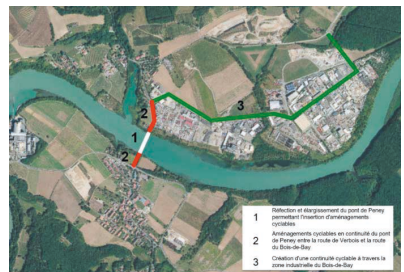 2
1
2
3
1 Réfection et élargissement du pont de Peney
permettant l'insertion d'aménagements
cyclables
2 Aménagements cyclables en continuité du pont
de Peney entre la route de Verbois et la route
du Bois-de-Bay
3 Création d'une continuité cyclable à travers la
zone industrielle du Bois-de-Bay